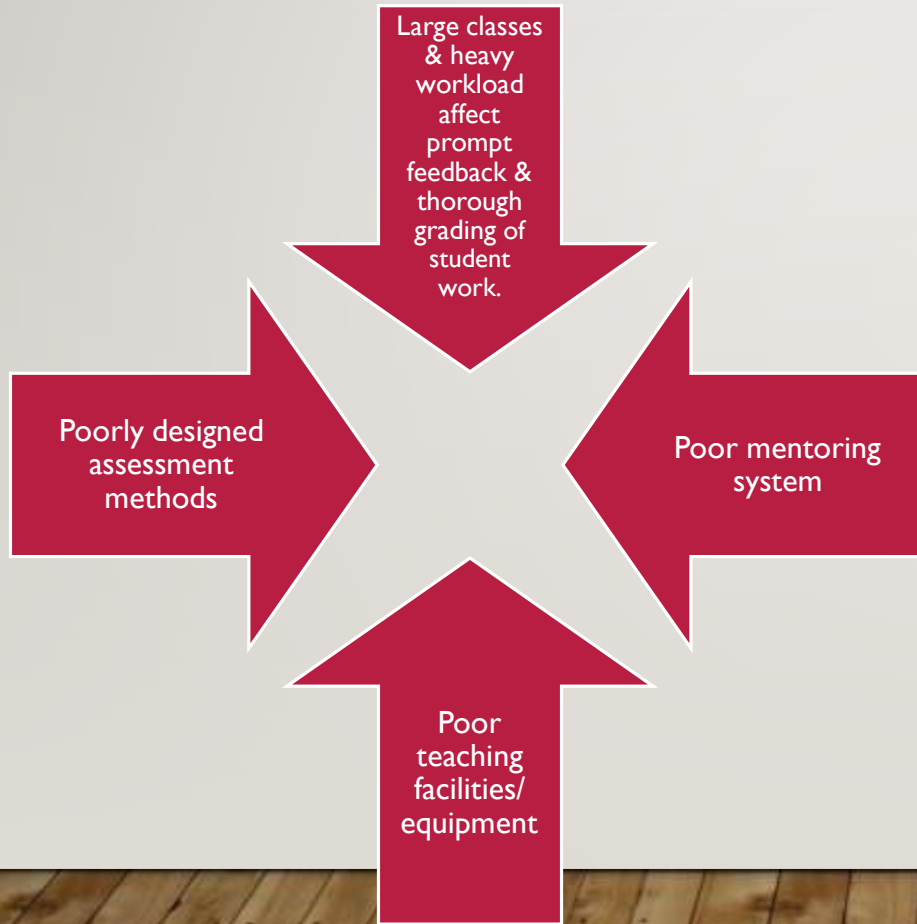 Large classes
& heavy
workload
affect
prompt
feedback &
thorough
grading of
student
work.
Poorly designed
assessment
methods
Poor mentoring
system
Poor
teaching
facilities/
equipment